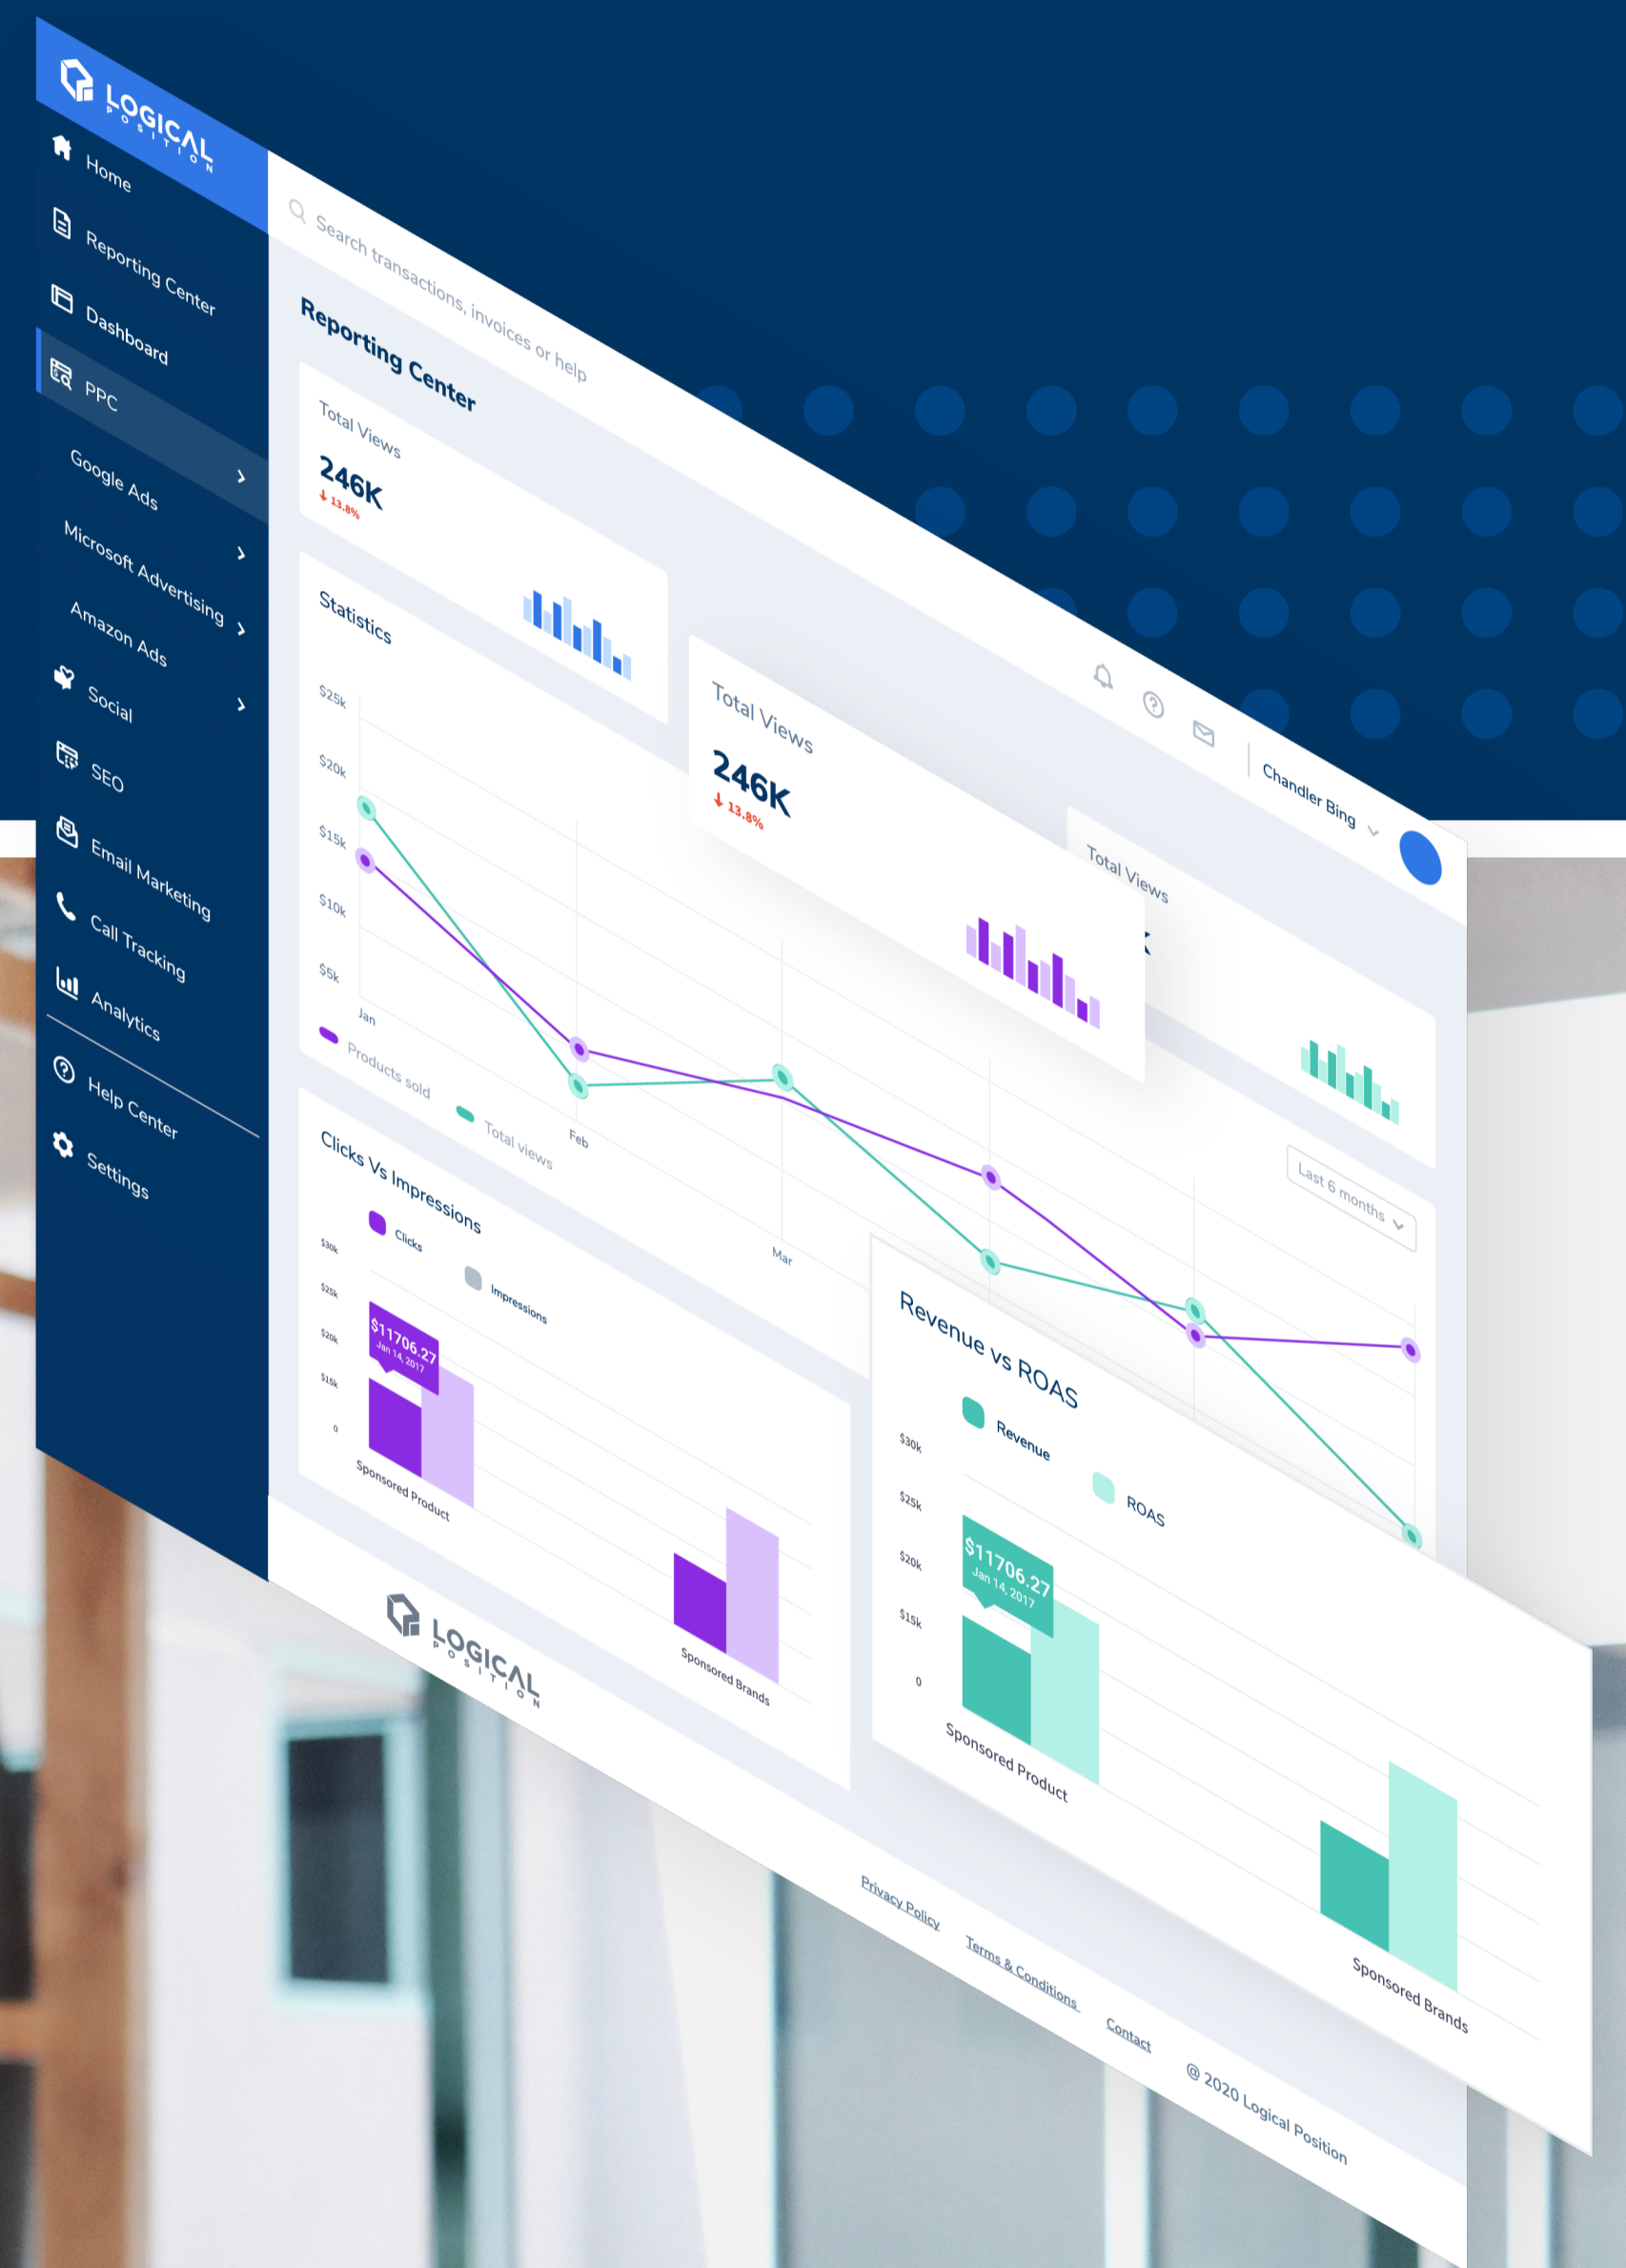 LOGICAL
POSITION
Home
Reporting Center
Dashboard
PPC
Google Ads
Microsoft Advertising
Amazon Ads
Social
SEO
Email Marketing
Call Tracking
Analytics
Help Center
Settings
Search transactions, invoices or help
Chandler Bing
Reporting Center
Total Views
246K
13.8%
Total Views
246K
13.8%
Total Views
Statistics
Last 6 months
$25k
$20k
$15k
$10k
$5k
Jan
Feb
Mar
Products sold
Total views
Clicks Vs Impressions
Clicks
Impressions
$30k
$25k
$20k
$15k
0
$11706.27
Jan 14, 2017
Sponsored Product
Sponsored Brands
Revenue vs ROAS
Revenue
ROAS
$30k
$25k
$20k
$15k
0
$11706.27
Jan 14, 2017
Sponsored Product
Sponsored Brands
LOGICAL
POSITION
Privacy Policy
Terms & Conditions
Contact
@ 2020 Logical Position